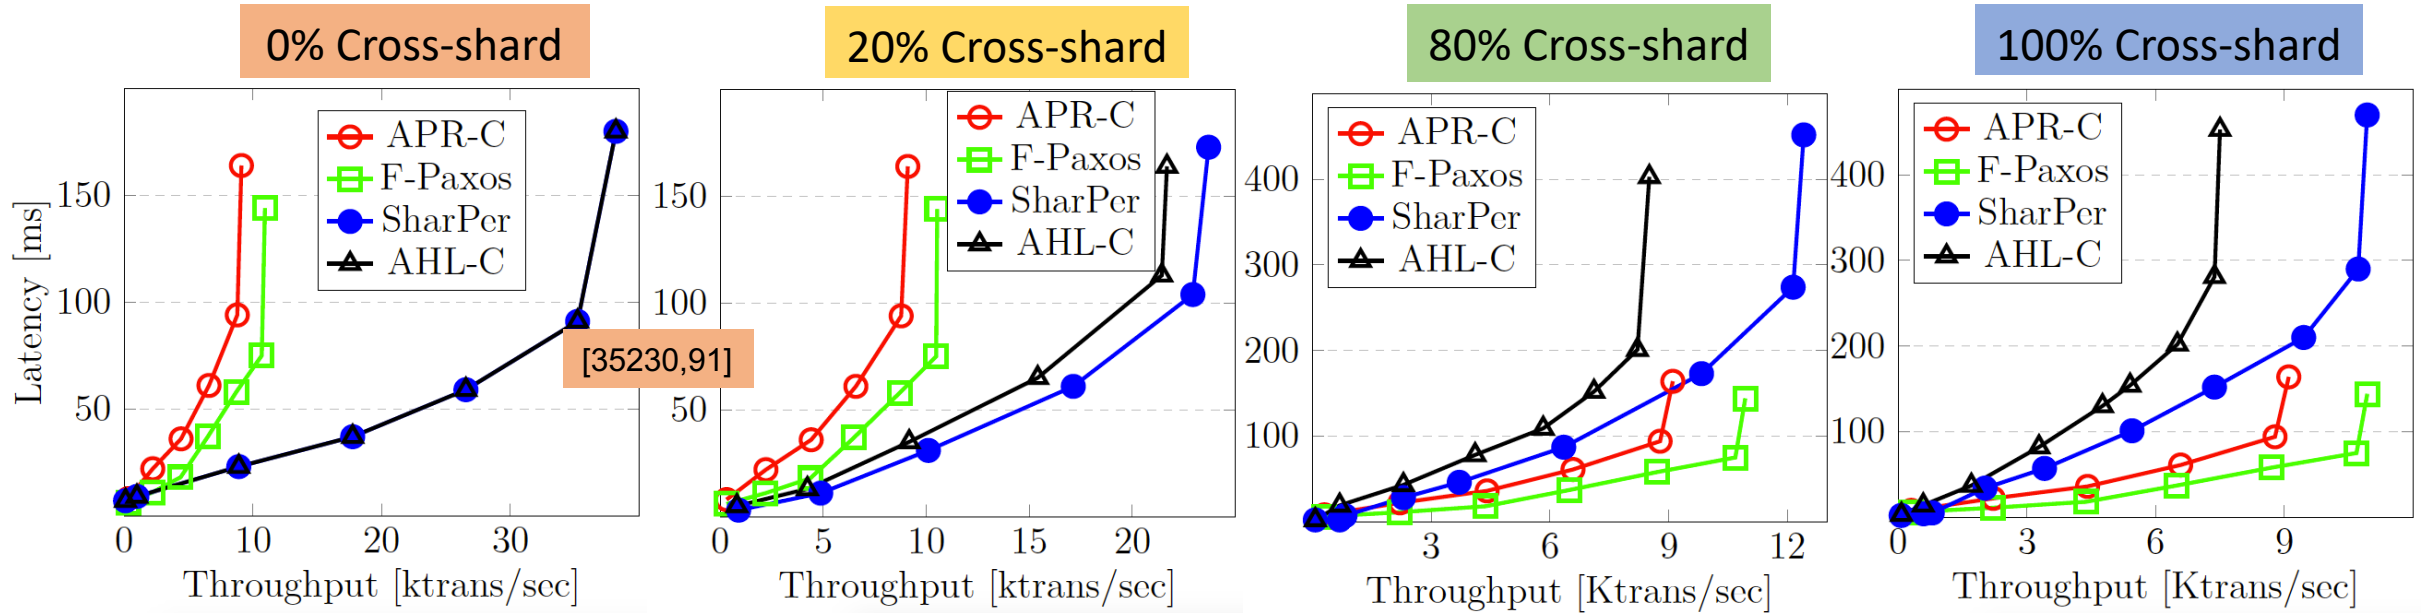 0% Cross-shard
20% Cross-shard
80% Cross-shard
100% Cross-shard
Latency [ms]
150
100
50
0
10
20
30
Throughput [ktrans/sec]
APR-C
F-Paxos
SharPer
AHL-C
[35230,91]
150
100
50
0
5
10
15
20
Throughput [ktrans/sec]
APR-C
F-Paxos
SharPer
AHL-C
400
300
200
100
3
6
9
12
Throughput [Ktrans/sec]
APR-C
F-Paxos
SharPer
AHL-C
400
300
200
100
0
3
6
9
Throughput [Ktrans/sec]
APR-C
F-Paxos
SharPer
AHL-C